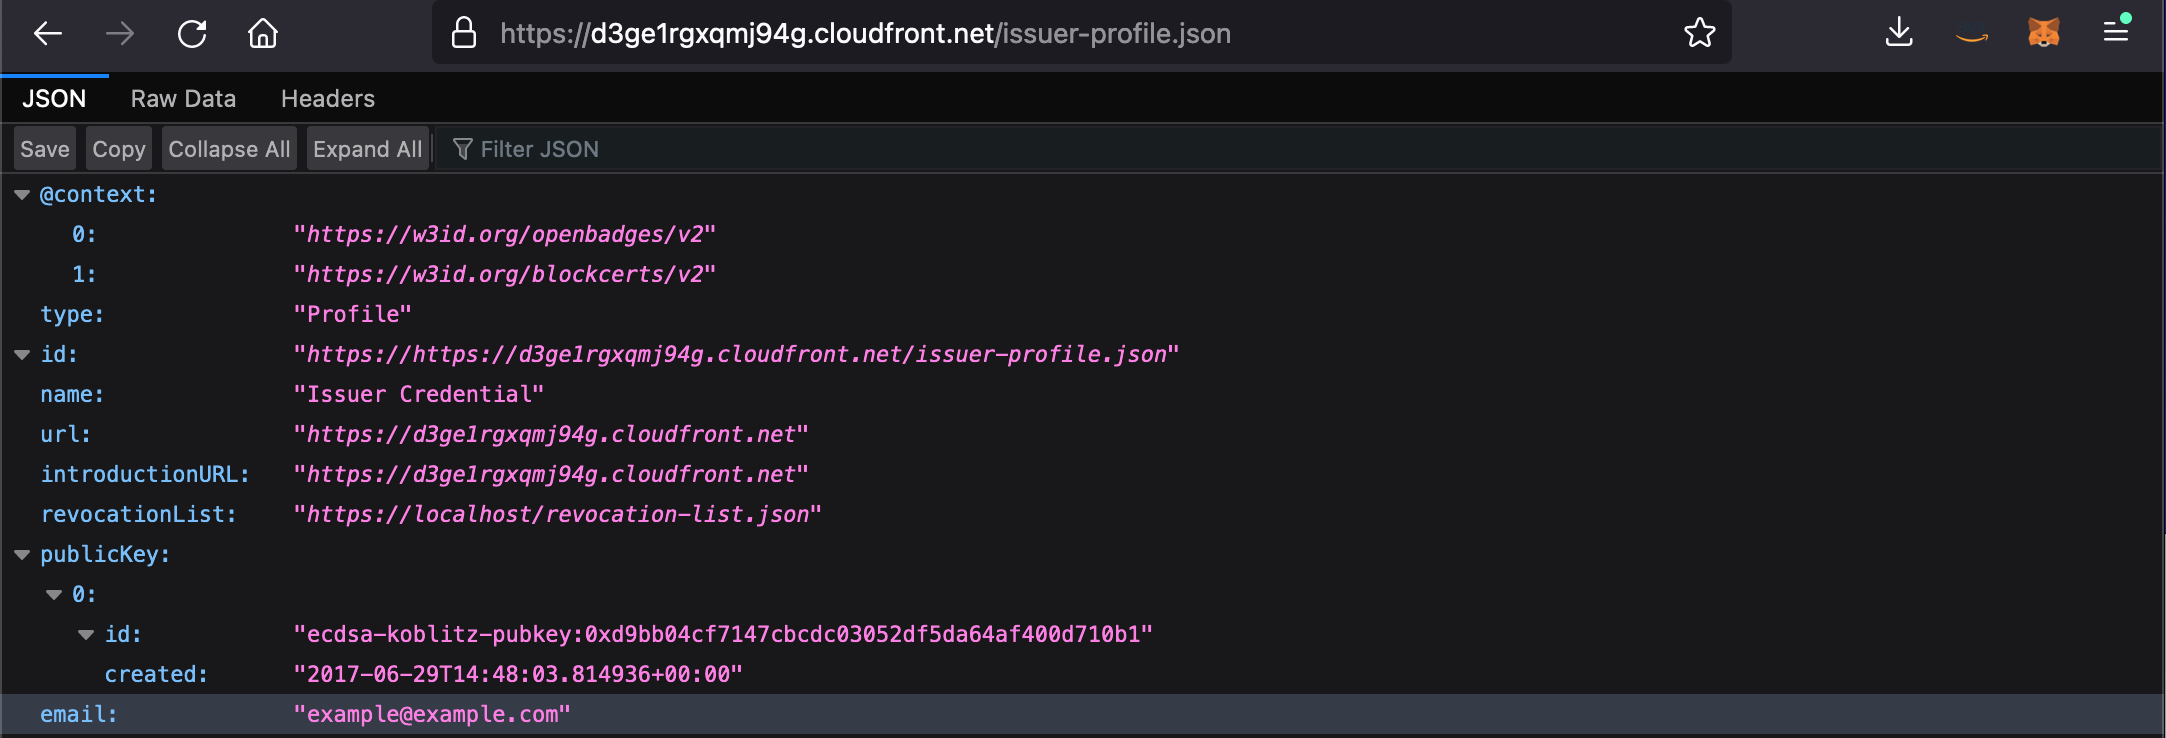 https://d3ge1rgxqmj94g.cloudfront.net/issuer-profile.json
JSON Raw Data Headers
Save Copy Collapse All Expand All Filter JSON
@context:
0: "https://w3id.org/openbadges/v2"
1: "https://w3id.org/blockcerts/v2"
type: "Profile"
id: "https://https://d3ge1rgxqmj94g.cloudfront.net/issuer-profile.json"
name: "Issuer Credential"
url: "https://d3ge1rgxqmj94g.cloudfront.net"
introductionURL: "https://d3ge1rgxqmj94g.cloudfront.net"
revocationList: "https://localhost/revocation-list.json"
publicKey:
0:
id: "ecdsa-koblitz-pubkey:0xd9bb04cf7147cbcdc03052df5da64af400d710b1"
created: "2017-06-29T14:48:03.814936+00:00"
email: "example@example.com"